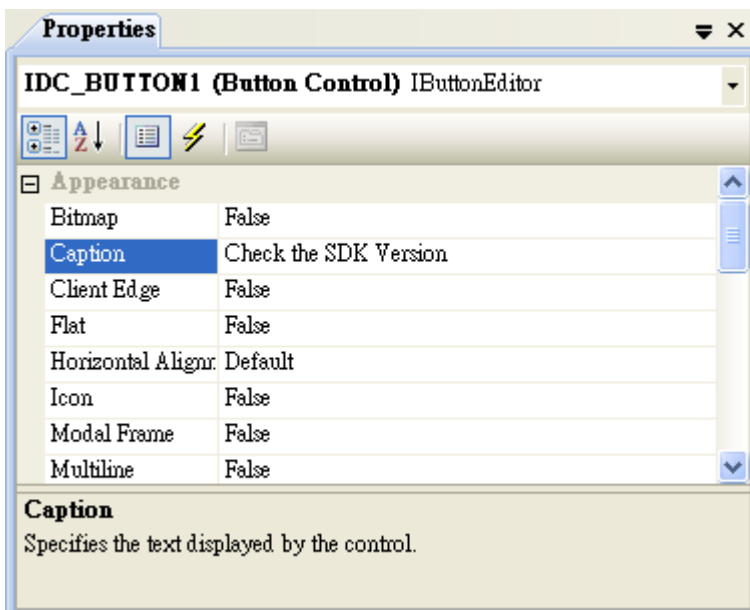 Properties
IDC_BUTTON1 (Button Control) IButtonEditor
Appearance
Bitmap False
Caption Check the SDK Version
Client Edge False
Flat False
Horizontal Alignr Default
Icon False
Modal Frame False
Multiline False
Caption
Specifies the text displayed by the control.